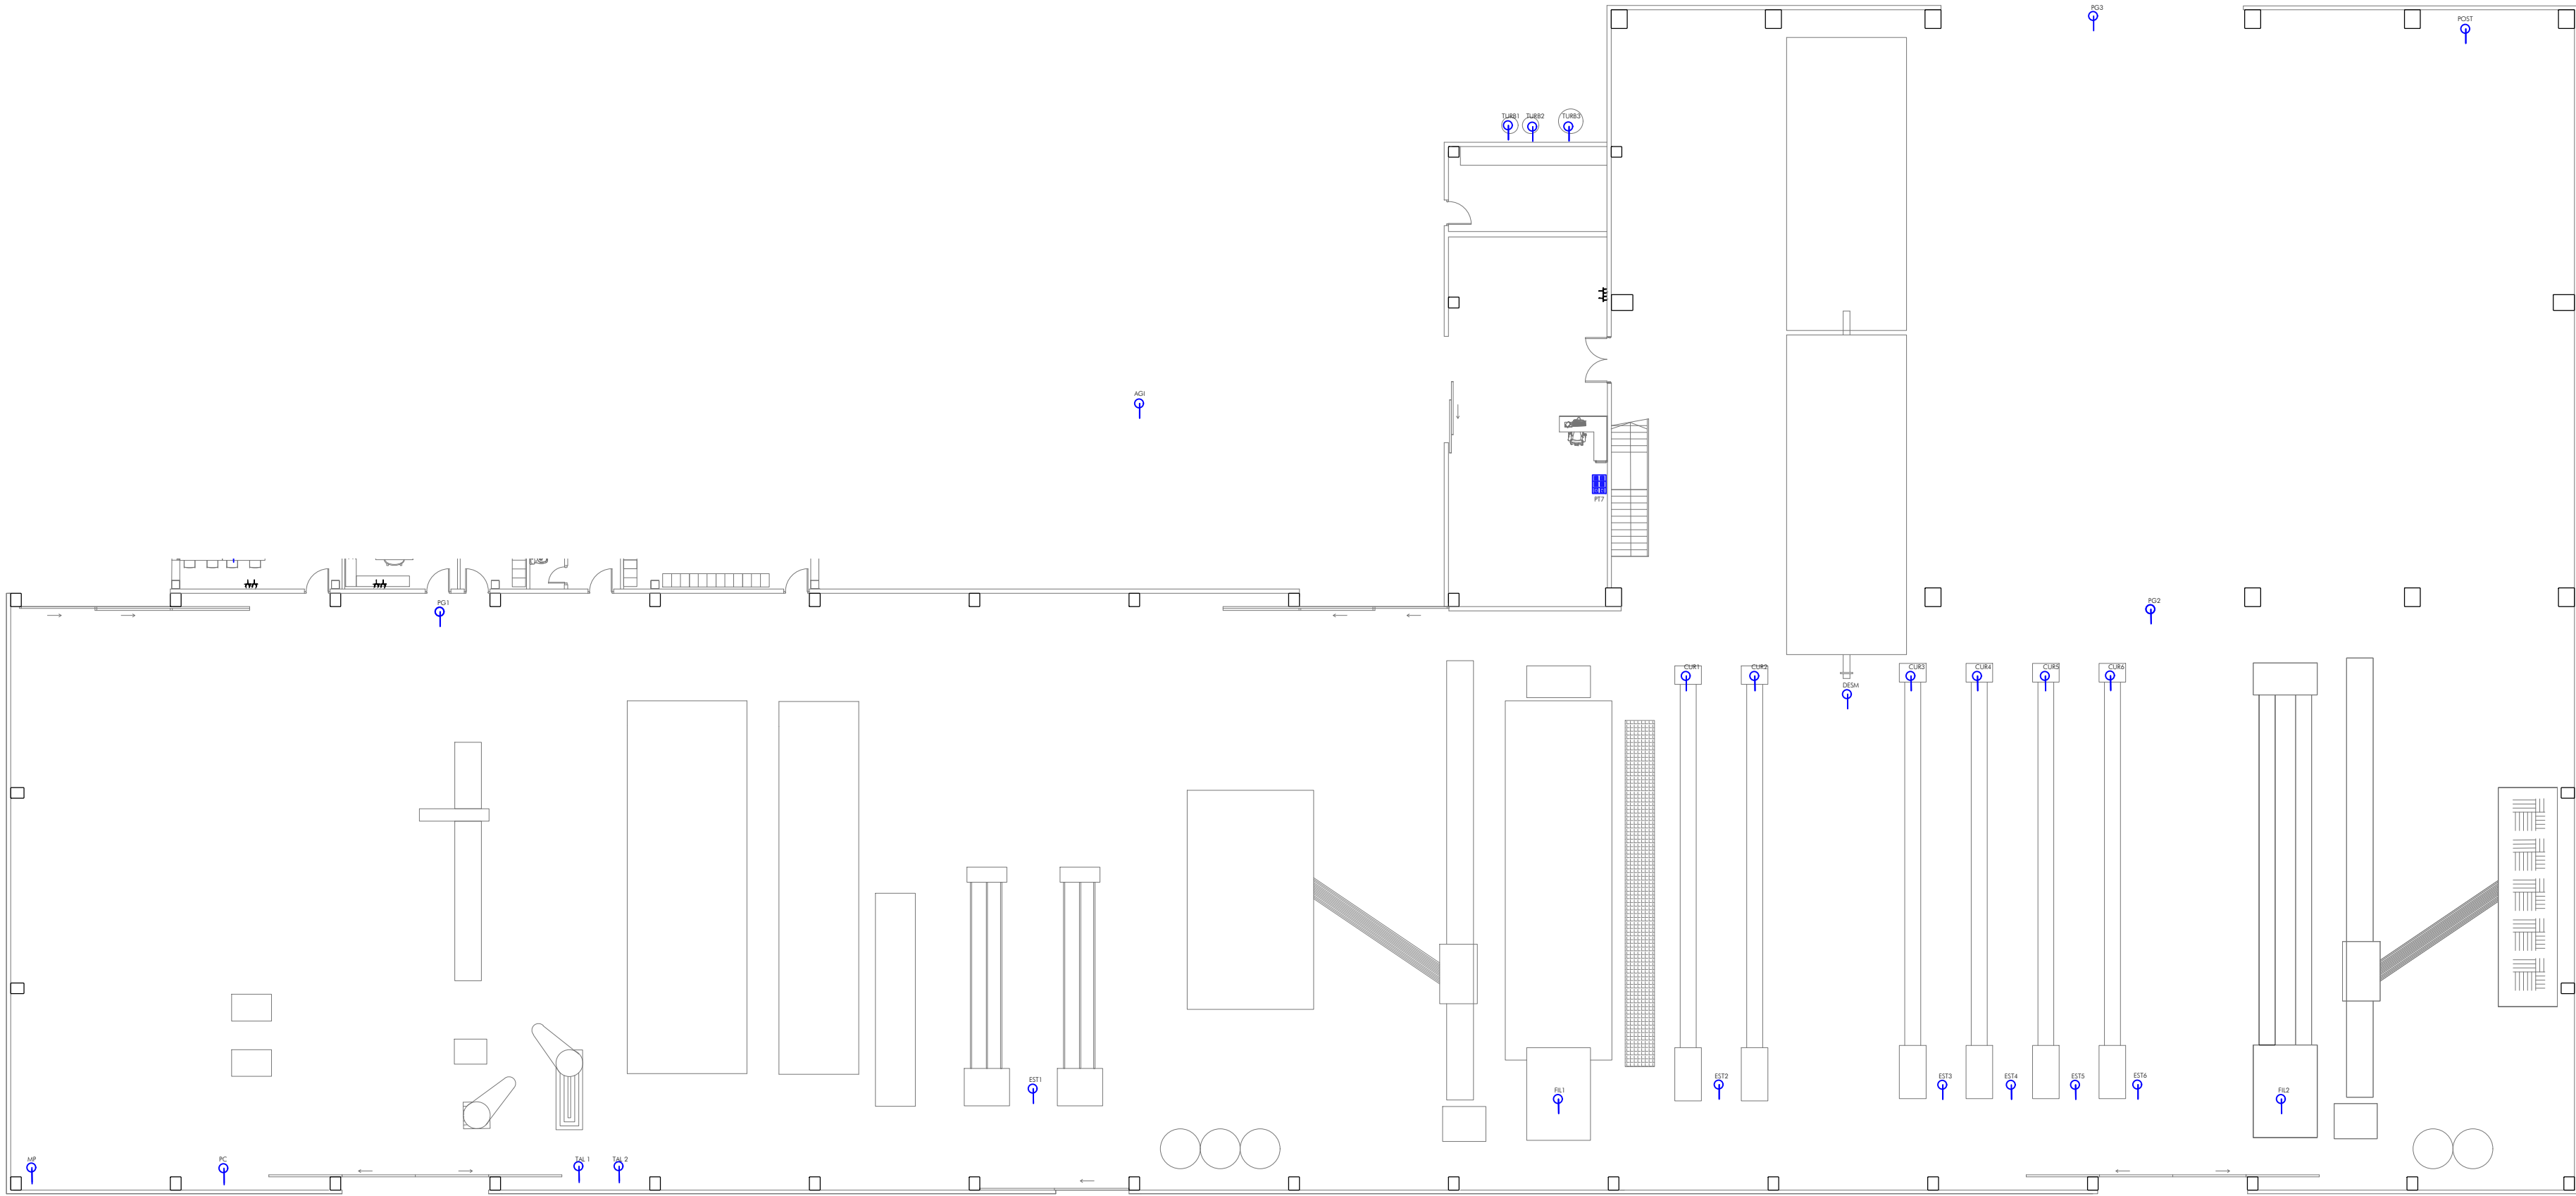 PG3
POST
TURB1 TURB2 TURB3
AGI
PT7
PG1
PG2
CUR1 CUR2 CUR3 CUR4 CUR5 CUR6
DESM
EST1 EST2 EST3 EST4 EST5 EST6
FIL1 FIL2
MP PC TAL 1 TAL 2